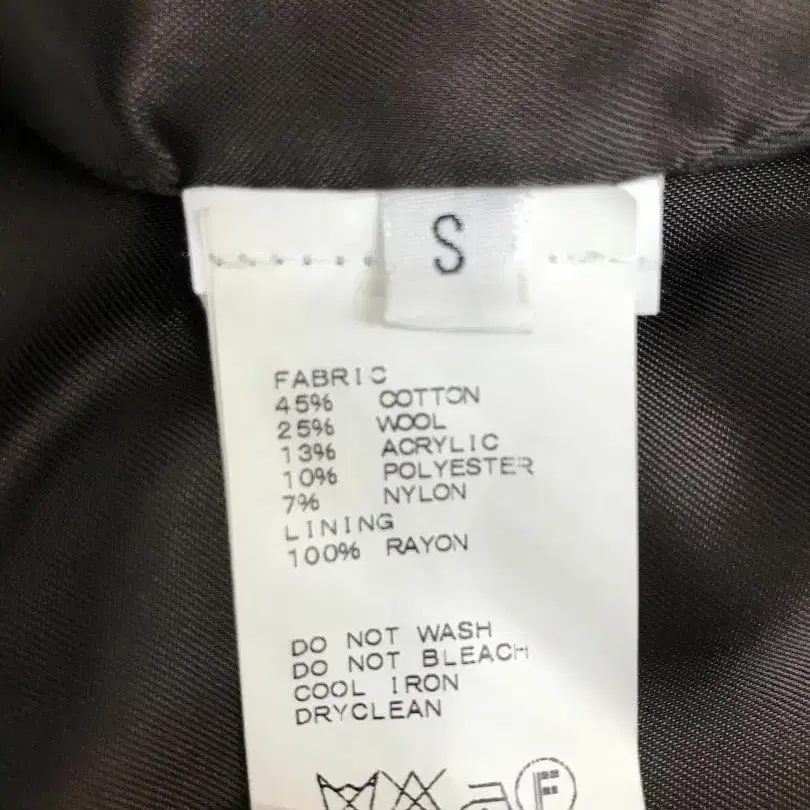 S
FABRIC
45% COTTON
25% WOOL
13% ACRYLIC
10% POLYESTER
7% NYLON
LINING
100% RAYON
DO NOT WASH
DO NOT BLEACH
COOL IRON
DRYCLEAN
F